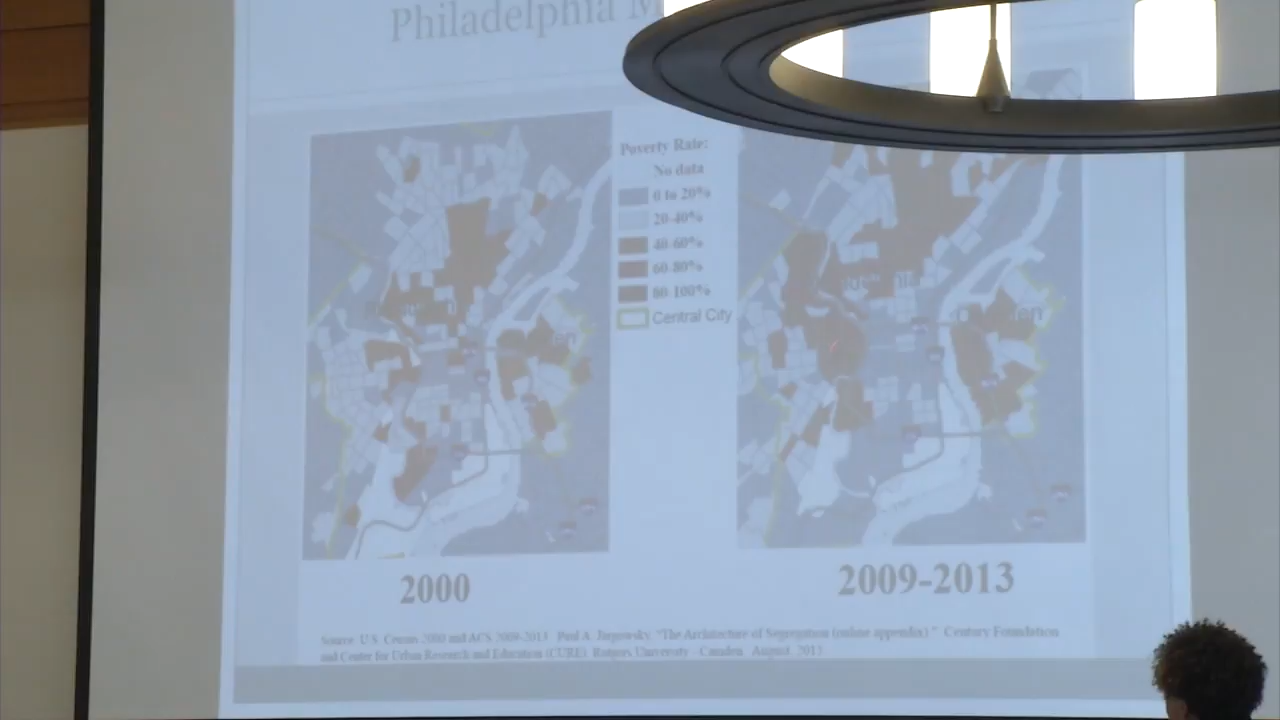 Philadelphia M
Poverty Rate:
No data
0 to 20%
20-40%
40-60%
60-80%
80-100%
Central City
2000
2009-2013
Source: U.S. Census 2000 and ACS 2009-2013. Paul A. Jargowsky, "The Architecture of Segregation (online appendix)." Century Foundation
and Center for Urban Research and Education (CURE), Rutgers University - Camden, August, 2015